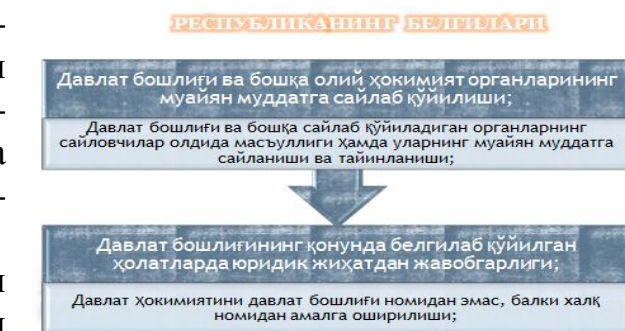 РЕСПУБЛИКАНИНГ БЕЛГИЛАРИ
Давлат бошлиғи ва бошқа олий ҳокимият органларининг
муайян муддатга сайлаб қўйилиши;
Давлат бошлиғи ва бошқа сайлаб қўйиладиган органларнинг
сайловчилар олдида масъуллиги ҳамда уларнинг муайян муддатга
сайланиши ва тайинланиши;
Давлат бошлиғининг қонунда белгилаб қўйилган
ҳолатларда юридик жиҳатдан жавобгарлиги;
Давлат ҳокимиятини давлат бошлиғи номидан эмас, балки халқ
номидан амалга оширилиши;